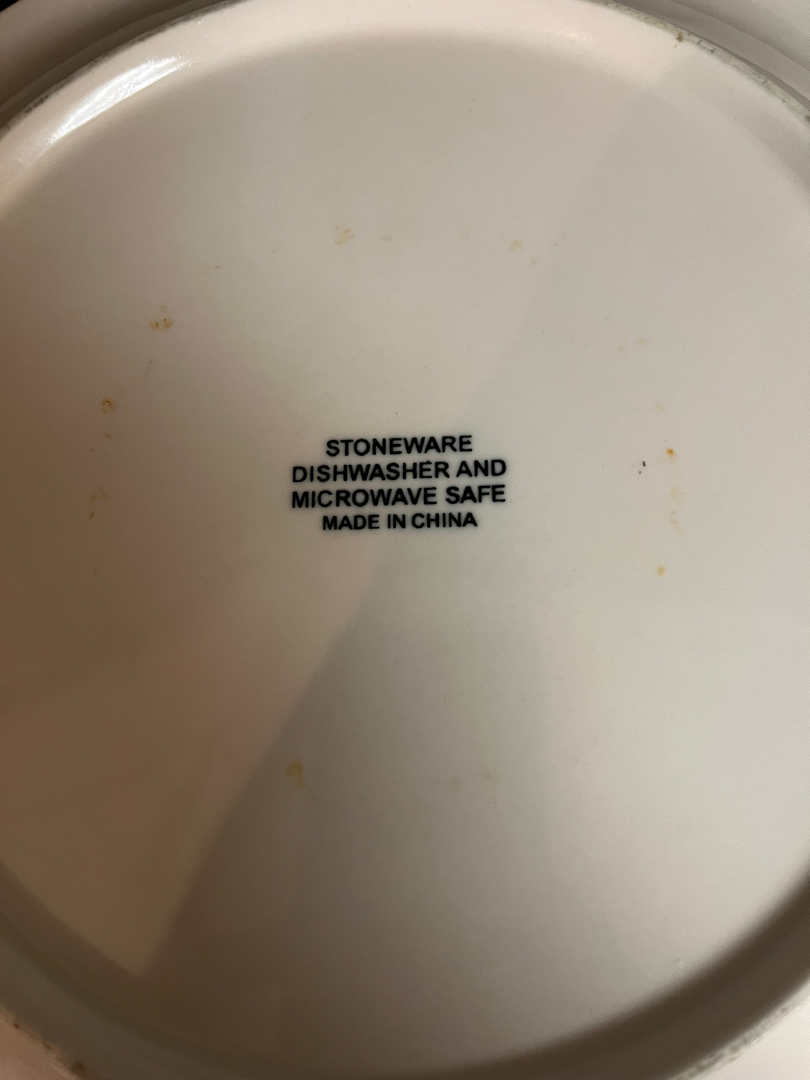 STONEWARE
DISHWASHER AND
MICROWAVE SAFE
MADE IN CHINA